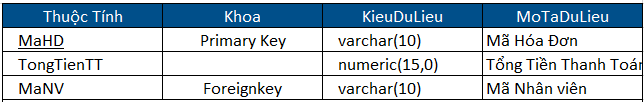 Thuộc Tính Khoa KieuDuLieu MoTaDuLieu
MaHD Primary Key varchar(10) Mã Hóa Đơn
TongTienTT numeric(15,0) Tổng Tiền Thanh Toán
MaNV Foreignkey varchar(10) Mã Nhân viên